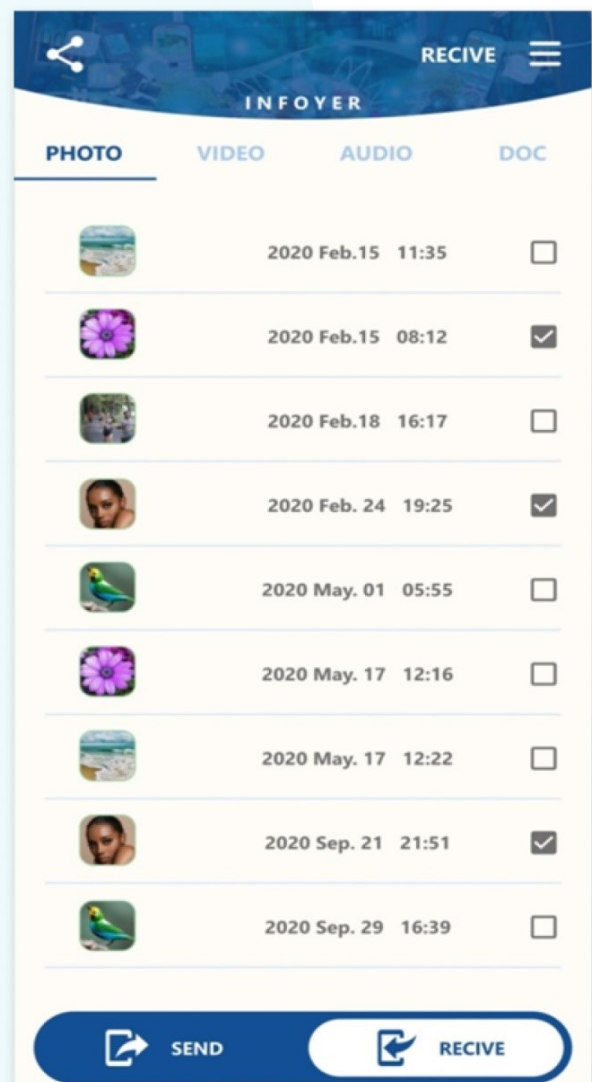 RECIVE
INFOYER
PHOTO VIDEO AUDIO DOC
2020 Feb.15 11:35
2020 Feb.15 08:12
2020 Feb.18 16:17
2020 Feb. 24 19:25
2020 May. 01 05:55
2020 May. 17 12:16
2020 May. 17 12:22
2020 Sep. 21 21:51
2020 Sep. 29 16:39
SEND RECIVE